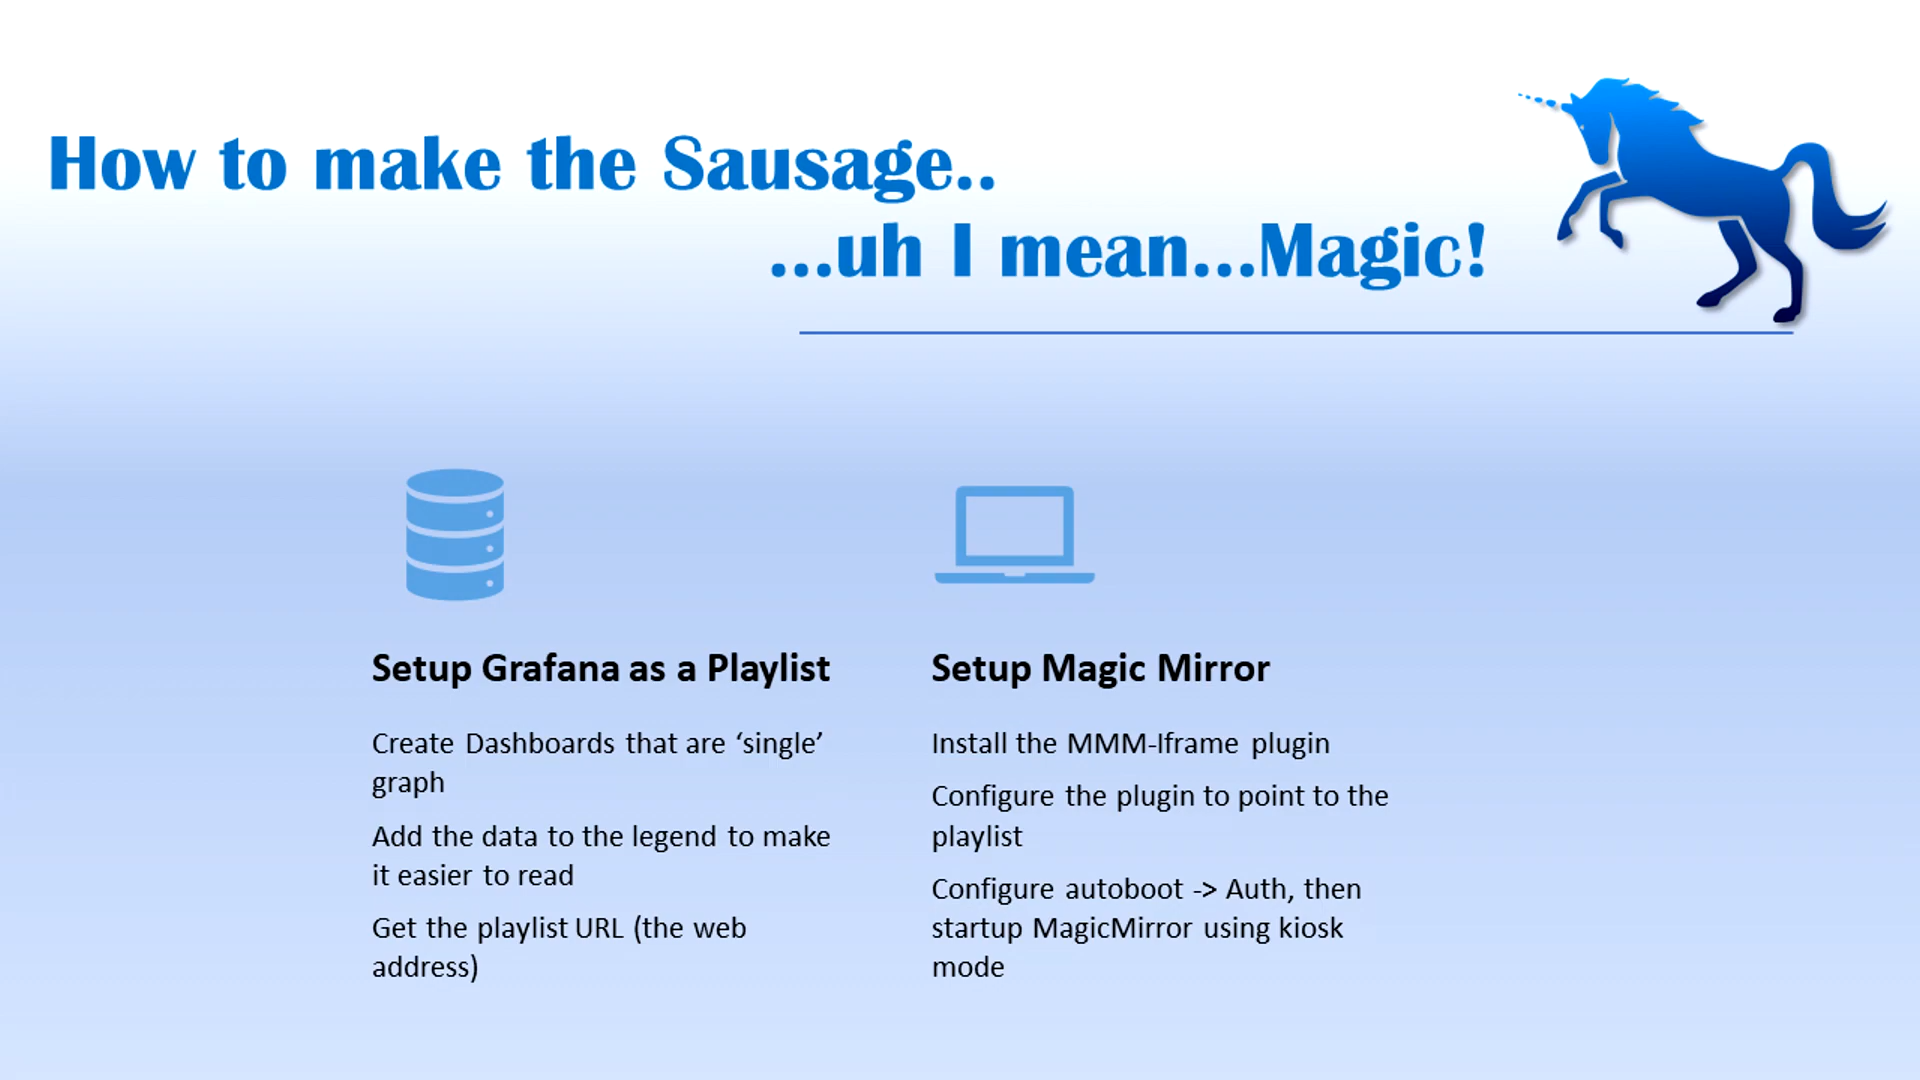 How to make the Sausage..
...uh I mean...Magic!
Setup Grafana as a Playlist
Create Dashboards that are ‘single’
graph
Add the data to the legend to make
it easier to read
Get the playlist URL (the web
address)
Setup Magic Mirror
Install the MMM-Iframe plugin
Configure the plugin to point to the
playlist
Configure autoboot -> Auth, then
startup MagicMirror using kiosk
mode